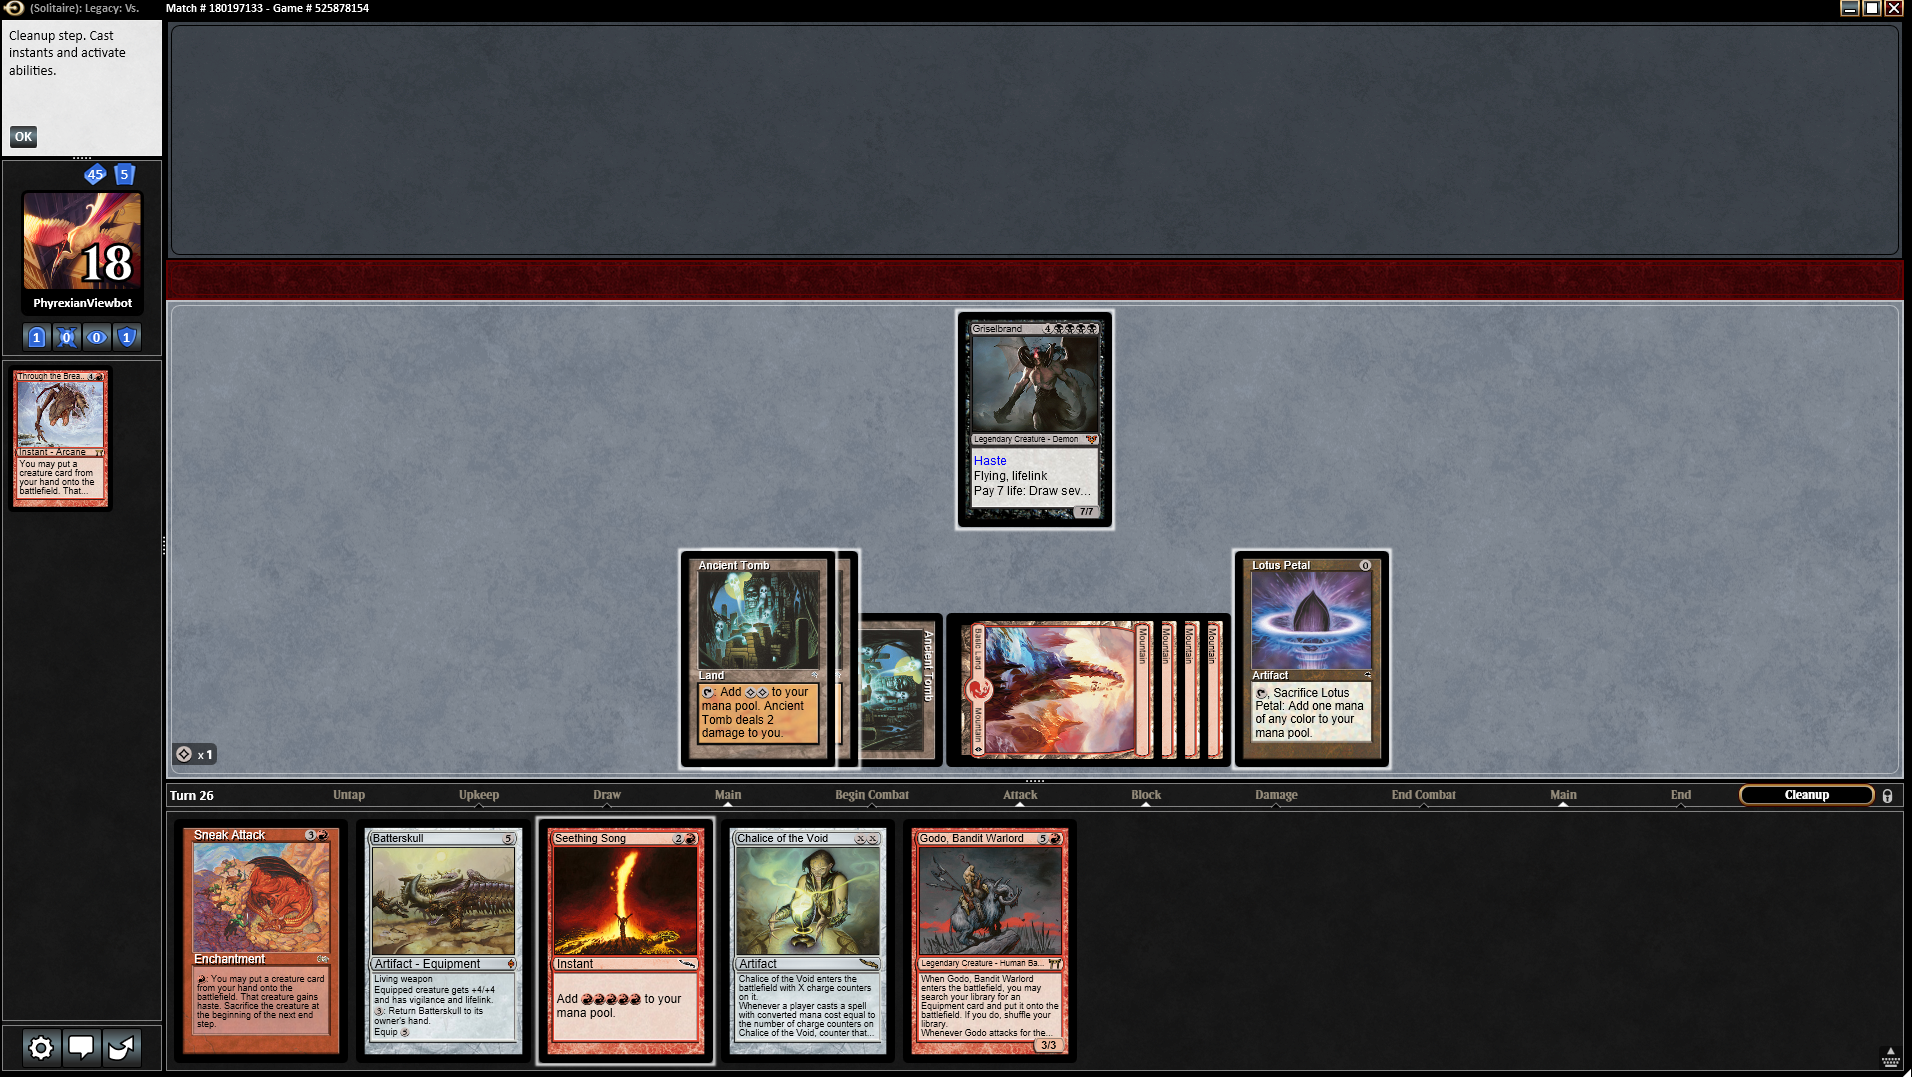 (Solitaire): Legacy: Vs.
Match # 180197133 - Game # 525878154
Cleanup step. Cast
instants and activate
abilities.
OK
45
5
18
PhyrexianViewbot
1
0
0
1
Through the Brea... 4
Instant - Arcane
You may put a
creature card from
your hand onto the
battlefield. That...
Griselbrand 4
Legendary Creature - Demon
Haste
Flying, lifelink
Pay 7 life: Draw sev...
7/7
Ancient Tomb
Land
: Add to your
mana pool. Ancient
Tomb deals 2
damage to you.
Ancient Tomb
Basic Land
Mountain
Mountain
Mountain
Mountain
Mountain
Lotus Petal 0
Artifact
, Sacrifice Lotus
Petal: Add one mana
of any color to your
mana pool.
x 1
Turn 26
Untap
Upkeep
Draw
Main
Begin Combat
Attack
Block
Damage
End Combat
Main
End
Cleanup
Sneak Attack 3
Enchantment
: You may put a creature card
from your hand onto the
battlefield. That creature gains
haste. Sacrifice the creature at
the beginning of the next end
step.
Batterskull 5
Artifact - Equipment
Living weapon
Equipped creature gets +4/+4
and has vigilance and lifelink.
3: Return Batterskull to its
owner's hand.
Equip 5
Seething Song 2
Instant
Add to your
mana pool.
Chalice of the Void X X
Artifact
Chalice of the Void enters the
battlefield with X charge counters
on it.
Whenever a player casts a spell
with converted mana cost equal to
the number of charge counters on
Chalice of the Void, counter that...
Godo, Bandit Warlord 5
Legendary Creature - Human Ba...
When Godo, Bandit Warlord
enters the battlefield, you may
search your library for an
Equipment card and put it onto the
battlefield. If you do, shuffle your
library.
Whenever Godo attacks for the...
3/3